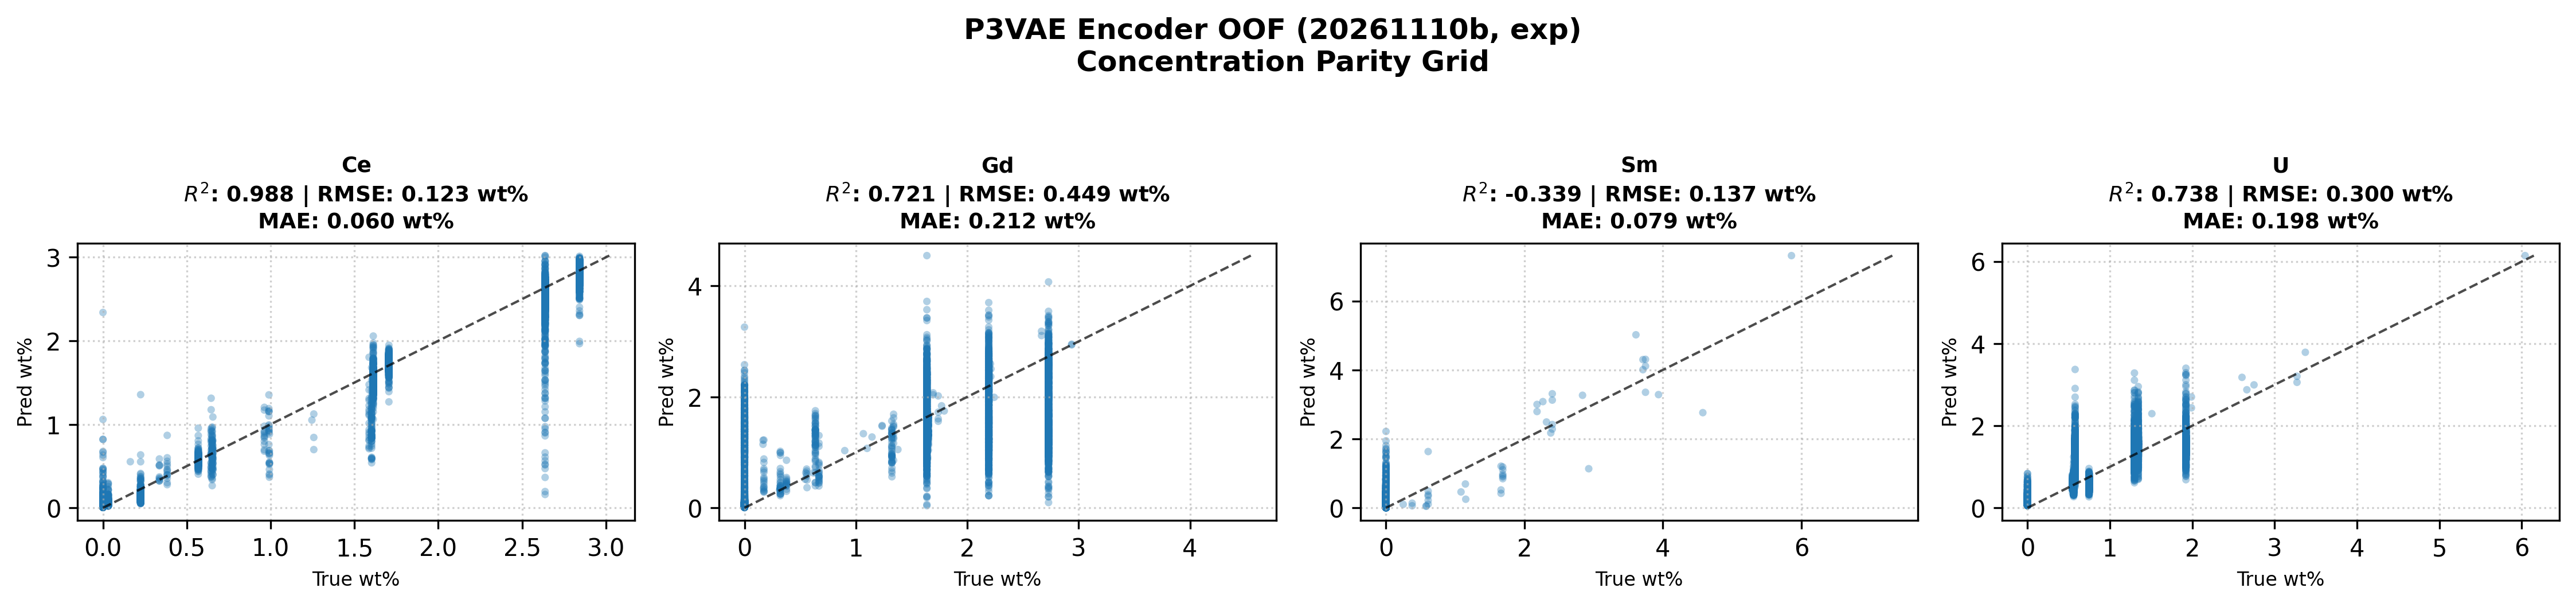 P3VAE Encoder OOF (20261110b, exp)
Concentration Parity Grid
Ce
R²: 0.988 | RMSE: 0.123 wt%
MAE: 0.060 wt%
Pred wt%
3
2
1
0
0.0 0.5 1.0 1.5 2.0 2.5 3.0
True wt%
Gd
R²: 0.721 | RMSE: 0.449 wt%
MAE: 0.212 wt%
Pred wt%
4
2
0
0 1 2 3 4
True wt%
Sm
R²: -0.339 | RMSE: 0.137 wt%
MAE: 0.079 wt%
Pred wt%
6
4
2
0
0 2 4 6
True wt%
U
R²: 0.738 | RMSE: 0.300 wt%
MAE: 0.198 wt%
Pred wt%
6
4
2
0
0 1 2 3 4 5 6
True wt%